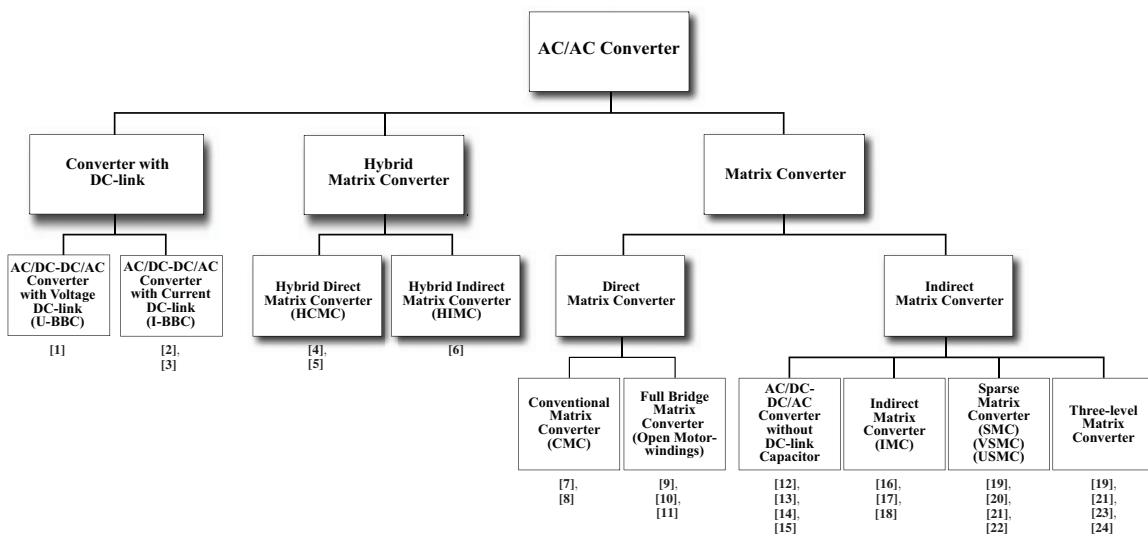 AC/AC Converter
Converter with
DC-link
Hybrid
Matrix Converter
Matrix Converter
AC/DC-DC/AC
Converter
with Voltage
DC-link
(U-BBC)
[1]
AC/DC-DC/AC
Converter
with Current
DC-link
(I-BBC)
[2],
[3]
Hybrid Direct
Matrix Converter
(HCMC)
[4],
[5]
Hybrid Indirect
Matrix Converter
(HIMC)
[6]
Direct
Matrix Converter
Indirect
Matrix Converter
Conventional
Matrix
Converter
(CMC)
[7],
[8]
Full Bridge
Matrix
Converter
(Open Motor-
windings)
[9],
[10],
[11]
AC/DC-
DC/AC
Converter
without
DC-link
Capacitor
[12],
[13],
[14],
[15]
Indirect
Matrix
Converter
(IMC)
[16],
[17],
[18]
Sparse
Matrix
Converter
(SMC)
(VSMC)
(USMC)
[19],
[20],
[21],
[22]
Three-level
Matrix
Converter
[19],
[21],
[23],
[24]